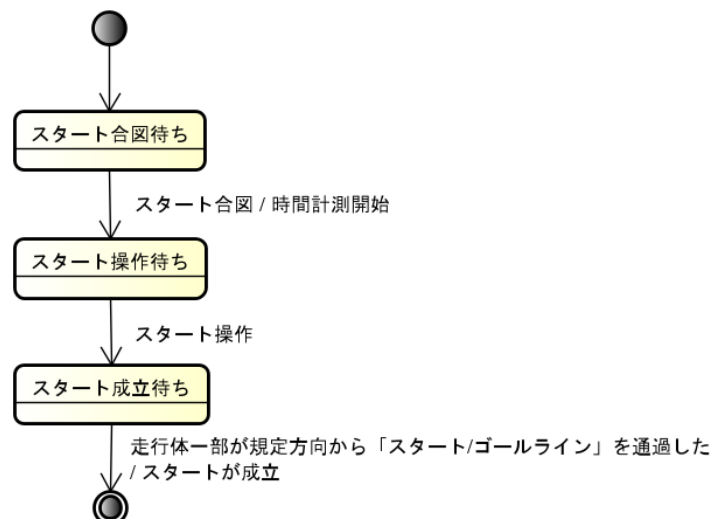 スタート合図待ち
スタート合図 / 時間計測開始
スタート操作待ち
スタート操作
スタート成立待ち
走行体一部が規定方向から「スタート/ゴールライン」を通過した
/ スタートが成立